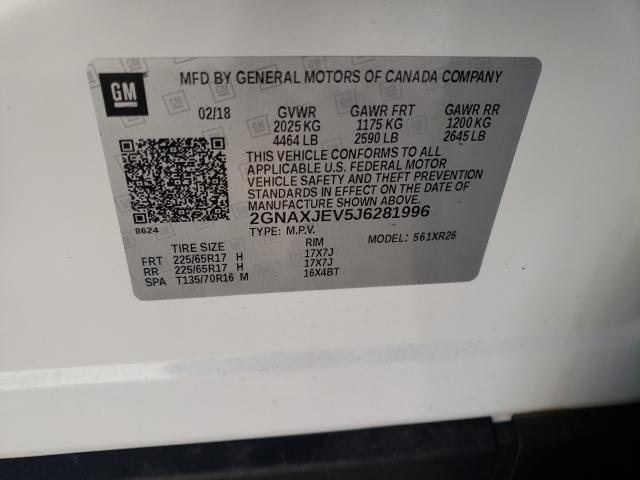 GM
MFD BY GENERAL MOTORS OF CANADA COMPANY
02/18 GVWR GAWR FRT GAWR RR
2025 KG 1175 KG 1200 KG
4464 LB 2590 LB 2645 LB
THIS VEHICLE CONFORMS TO ALL
APPLICABLE U.S. FEDERAL MOTOR
VEHICLE SAFETY AND THEFT PREVENTION
STANDARDS IN EFFECT ON THE DATE
OF MANUFACTURE SHOWN ABOVE.
2GNAXJEV5J6281996
8624 TYPE: M.P.V. MODEL: 561XR26
TIRE SIZE RIM
FRT 225/65R17 H 17X7J
RR 225/65R17 H 17X7J
SPA T135/70R16 M 16X4BT